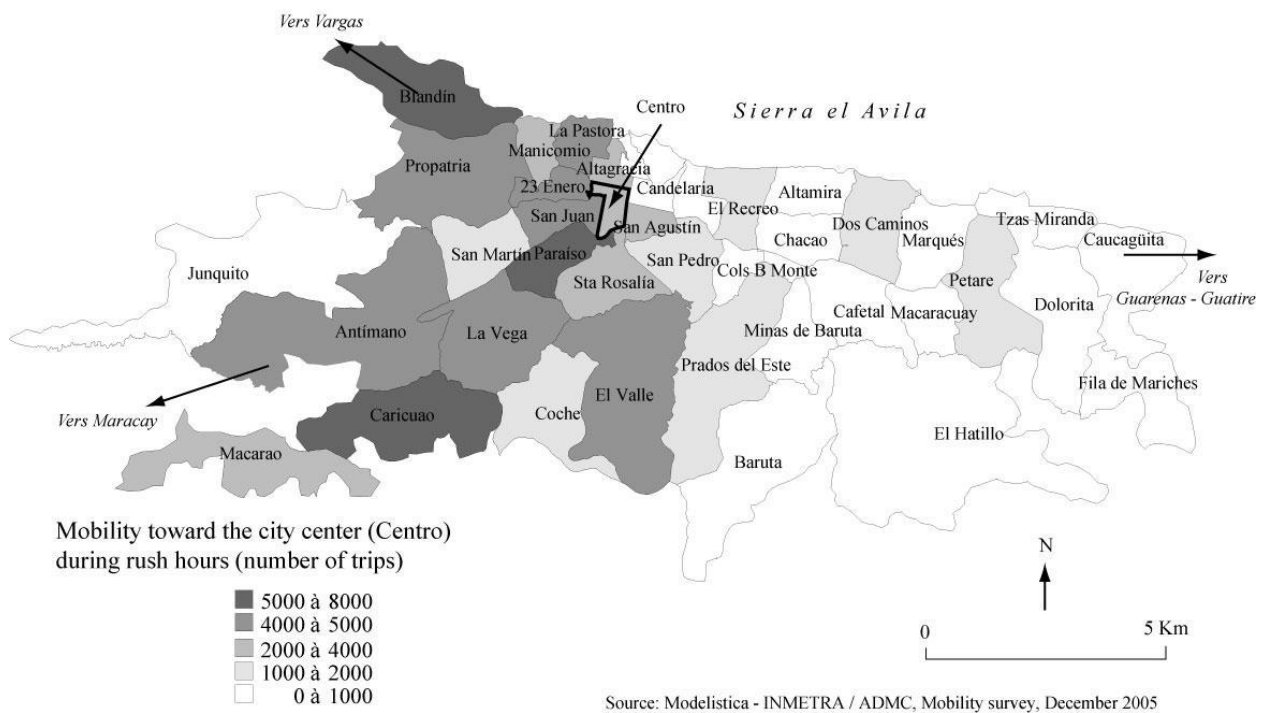 Vers Vargas
Blandín
Centro
Sierra el Avila
La Pastora
Manicomio
Propatria
Altagracia
23 Enero
Candelaria
Altamira
El Recreo
San Juan
San Agustín
Dos Caminos
Tzas Miranda
Chacao
Marqués
Caucagüita
San Martín
Paraíso
San Pedro
Cols B Monte
Junquito
Sta Rosalía
Petare
Vers
Guarenas - Guatire
Cafetal
Macaracuay
Dolorita
Antímano
La Vega
Minas de Baruta
Prados del Este
Fila de Mariches
El Valle
Vers Maracay
Caricuao
Coche
El Hatillo
Macarao
Baruta
Mobility toward the city center (Centro)
during rush hours (number of trips)
5000 à 8000
4000 à 5000
2000 à 4000
1000 à 2000
0 à 1000
N
0
5 Km
Source: Modelistica - INMETRA / ADMC, Mobility survey, December 2005